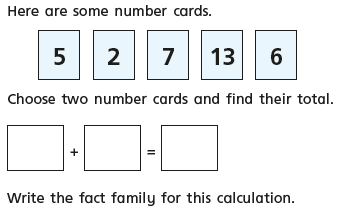 Here are some number cards.
5 2 7 13 6
Choose two number cards and find their total.
+ =
Write the fact family for this calculation.